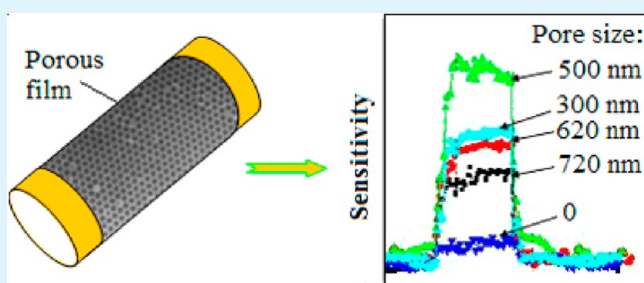 Porous
film
Sensitivity
Pore size:
500 nm
300 nm
620 nm
720 nm
0